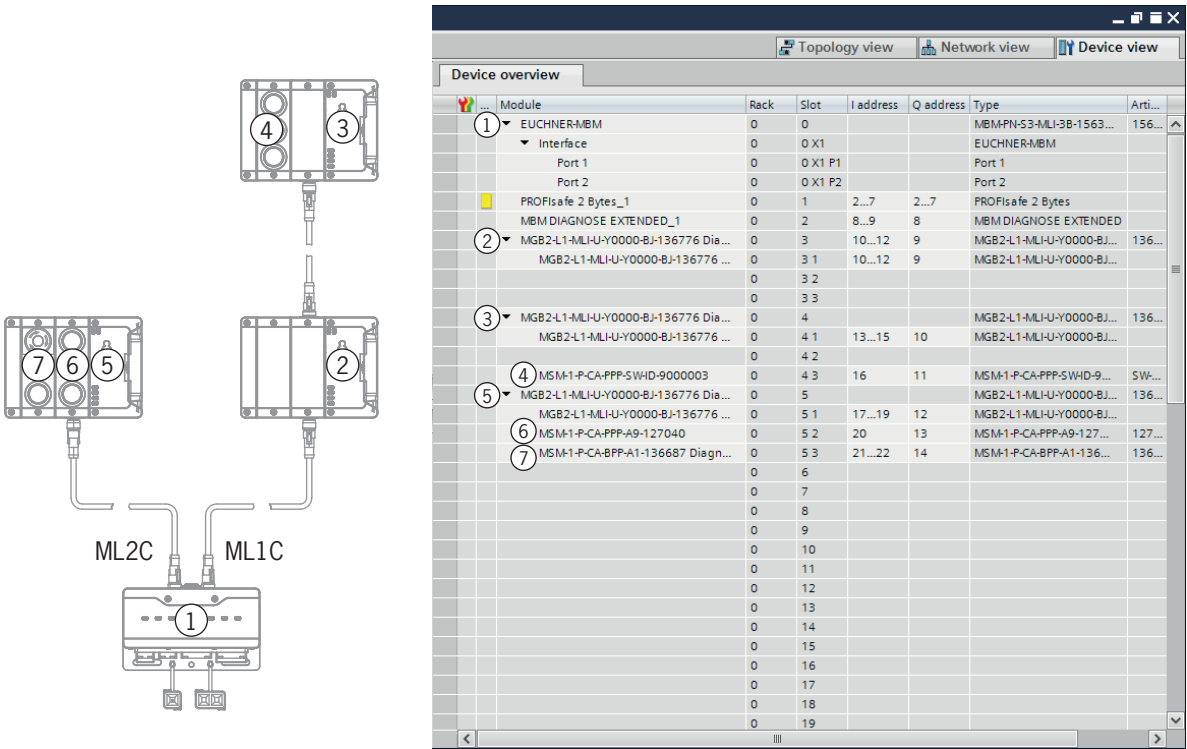 4 3
7 6 5 2
ML2C ML1C
1
Topology view Network view Device view
Device overview
... Module Rack Slot I address Q address Type Arti...
1 EUCHNER-MBM 0 0 MBM-PN-S3-MLI-3B-1563... 156...
Interface 0 0 X1 EUCHNER-MBM
Port 1 0 0 X1 P1 Port 1
Port 2 0 0 X1 P2 Port 2
PROFIsafe 2 Bytes_1 0 1 2...7 2...7 PROFIsafe 2 Bytes
MBM DIAGNOSE EXTENDED_1 0 2 8...9 8 MBM DIAGNOSE EXTENDED
2 MGB2-L1-MLI-U-Y0000-BJ-136776 Dia... 0 3 10...12 9 MGB2-L1-MLI-U-Y0000-BJ... 136...
MGB2-L1-MLI-U-Y0000-BJ-136776 ... 0 3 1 10...12 9 MGB2-L1-MLI-U-Y0000-BJ...
0 3 2
0 3 3
3 MGB2-L1-MLI-U-Y0000-BJ-136776 Dia... 0 4 MGB2-L1-MLI-U-Y0000-BJ... 136...
MGB2-L1-MLI-U-Y0000-BJ-136776 ... 0 4 1 13...15 10 MGB2-L1-MLI-U-Y0000-BJ...
0 4 2
4 MSM-1-P-CA-PPP-SW-ID-9000003 0 4 3 16 11 MSM-1-P-CA-PPP-SW-ID-9... SW-...
5 MGB2-L1-MLI-U-Y0000-BJ-136776 Dia... 0 5 MGB2-L1-MLI-U-Y0000-BJ... 136...
MGB2-L1-MLI-U-Y0000-BJ-136776 ... 0 5 1 17...19 12 MGB2-L1-MLI-U-Y0000-BJ...
6 MSM-1-P-CA-PPP-A9-127040 0 5 2 20 13 MSM-1-P-CA-PPP-A9-127... 127...
7 MSM-1-P-CA-BPP-A1-136687 Diagn... 0 5 3 21...22 14 MSM-1-P-CA-BPP-A1-136... 136...
0 6
0 7
0 8
0 9
0 10
0 11
0 12
0 13
0 14
0 15
0 16
0 17
0 18
0 19